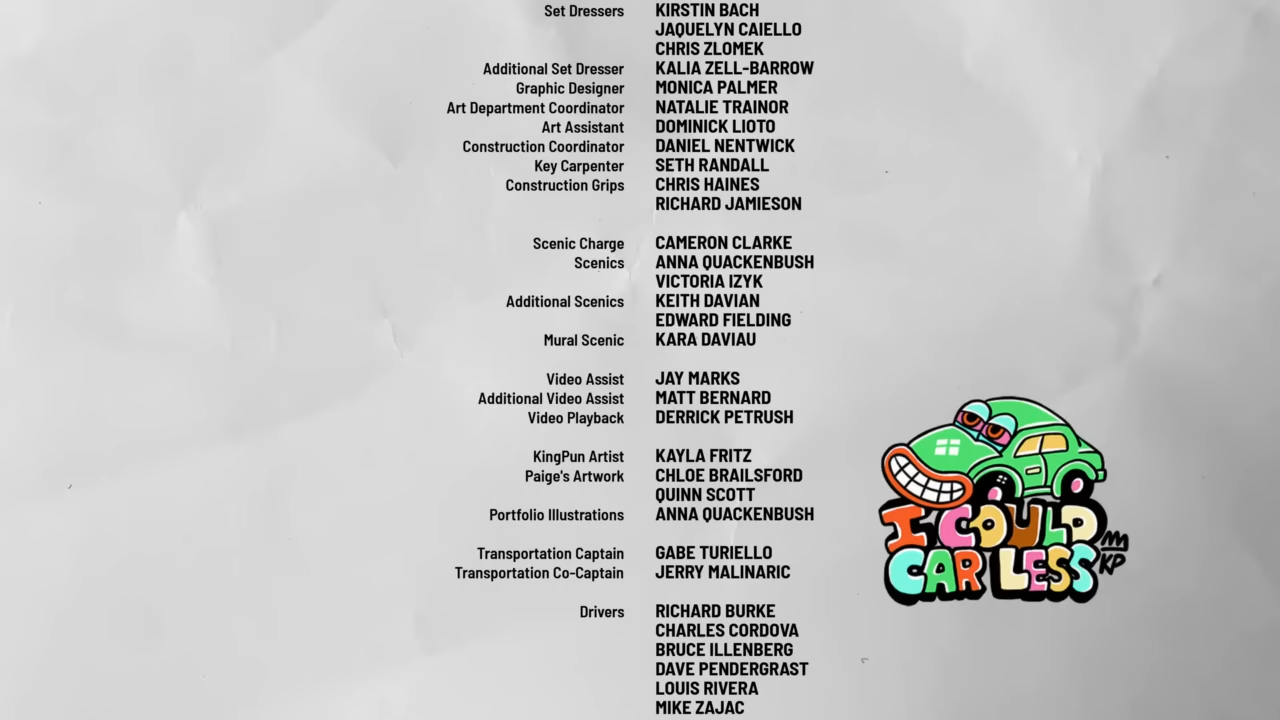 Set Dressers KIRSTIN BACH
JAQUELYN CAIELLO
CHRIS ZLOMEK
Additional Set Dresser KALIA ZELL-BARROW
Graphic Designer MONICA PALMER
Art Department Coordinator NATALIE TRAINOR
Art Assistant DOMINICK LIOTO
Construction Coordinator DANIEL NENTWICK
Key Carpenter SETH RANDALL
Construction Grips CHRIS HAINES
RICHARD JAMIESON
Scenic Charge CAMERON CLARKE
Scenics ANNA QUACKENBUSH
VICTORIA IZYK
Additional Scenics KEITH DAVIAN
EDWARD FIELDING
Mural Scenic KARA DAVIAU
Video Assist JAY MARKS
Additional Video Assist MATT BERNARD
Video Playback DERRICK PETRUSH
KingPun Artist KAYLA FRITZ
Paige's Artwork CHLOE BRAILSFORD
QUINN SCOTT
Portfolio Illustrations ANNA QUACKENBUSH
Transportation Captain GABE TURIELLO
Transportation Co-Captain JERRY MALINARIC
Drivers RICHARD BURKE
CHARLES CORDOVA
BRUCE ILLENBERG
DAVE PENDERGRAST
LOUIS RIVERA
MIKE ZAJAC
I COULD
CAR LESS
KP